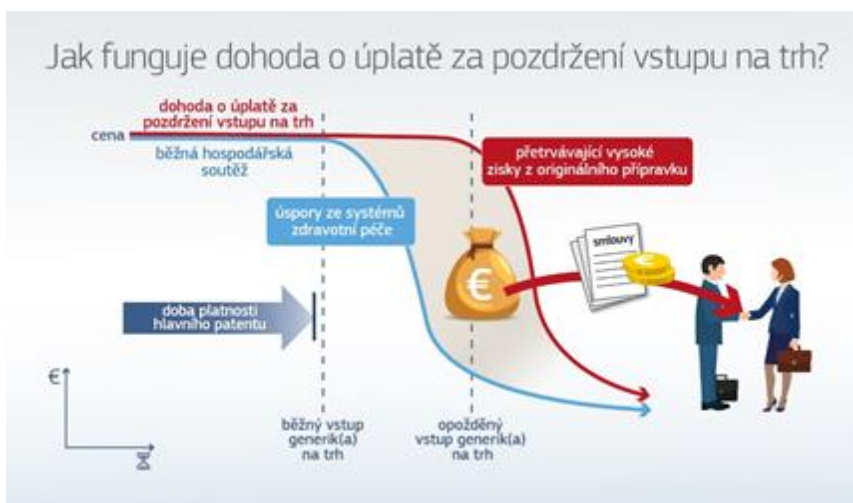 Jak funguje dohoda o úplatě za pozdržení vstupu na trh?
dohoda o úplatě za
pozdržení vstupu na trh
cena
běžná hospodářská
soutěž
přetrvávající vysoké
zisky z originálního přípravku
úspory ze systémů
zdravotní péče
smlouvy
€
€
doba platnosti
hlavního patentu
€
běžný vstup
generik(a)
na trh
opožděný
vstup generik(a)
na trh